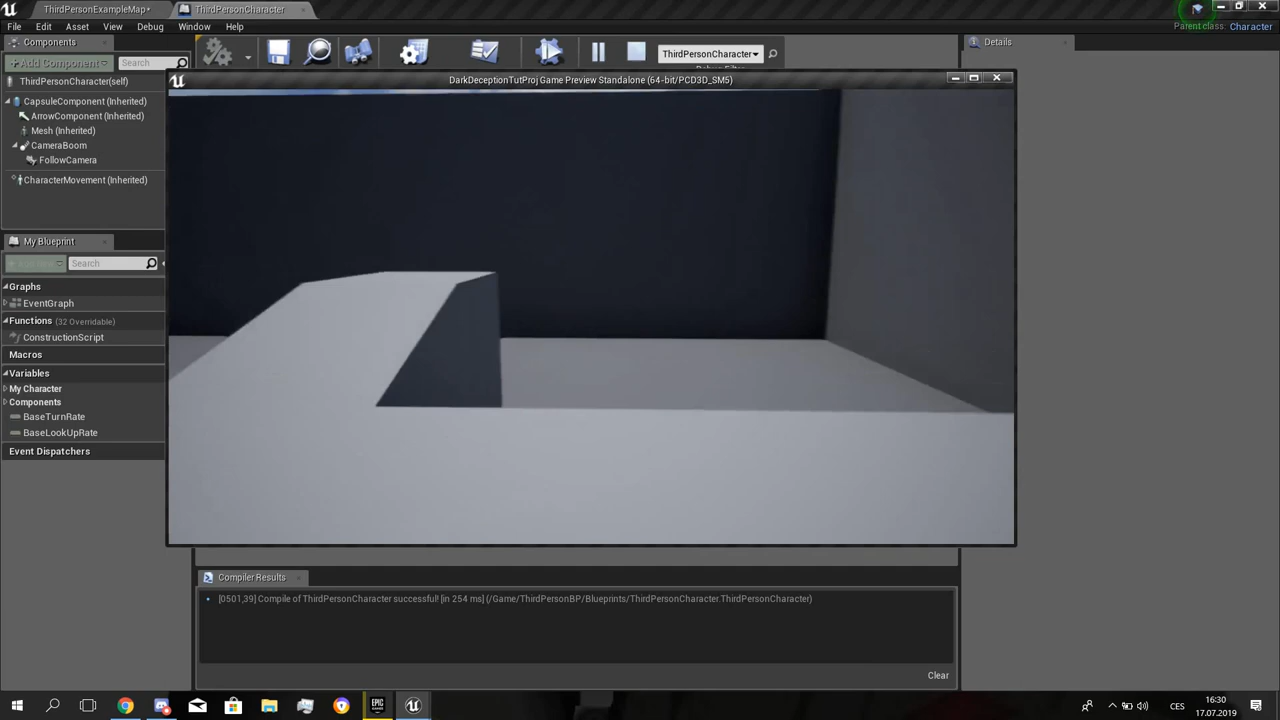 ThirdPersonExampleMap*
ThirdPersonCharacter
File Edit Asset View Debug Window Help
Parent class: Character
Components
Details
+Add Component
Search
ThirdPersonCharacter
ThirdPersonCharacter(self)
DarkDeceptionTutProj Game Preview Standalone (64-bit/PCD3D_SM5)
CapsuleComponent (Inherited)
ArrowComponent (Inherited)
Mesh (Inherited)
CameraBoom
FollowCamera
CharacterMovement (Inherited)
My Blueprint
Search
Graphs
EventGraph
Functions (32 Overridable)
ConstructionScript
Macros
Variables
My Character
Components
BaseTurnRate
BaseLookUpRate
Event Dispatchers
Compiler Results
[0501,39] Compile of ThirdPersonCharacter successful! [in 254 ms] (/Game/ThirdPersonBP/Blueprints/ThirdPersonCharacter.ThirdPersonCharacter)
Clear
EPIC
GAMES
CES
16:30
17.07.2019